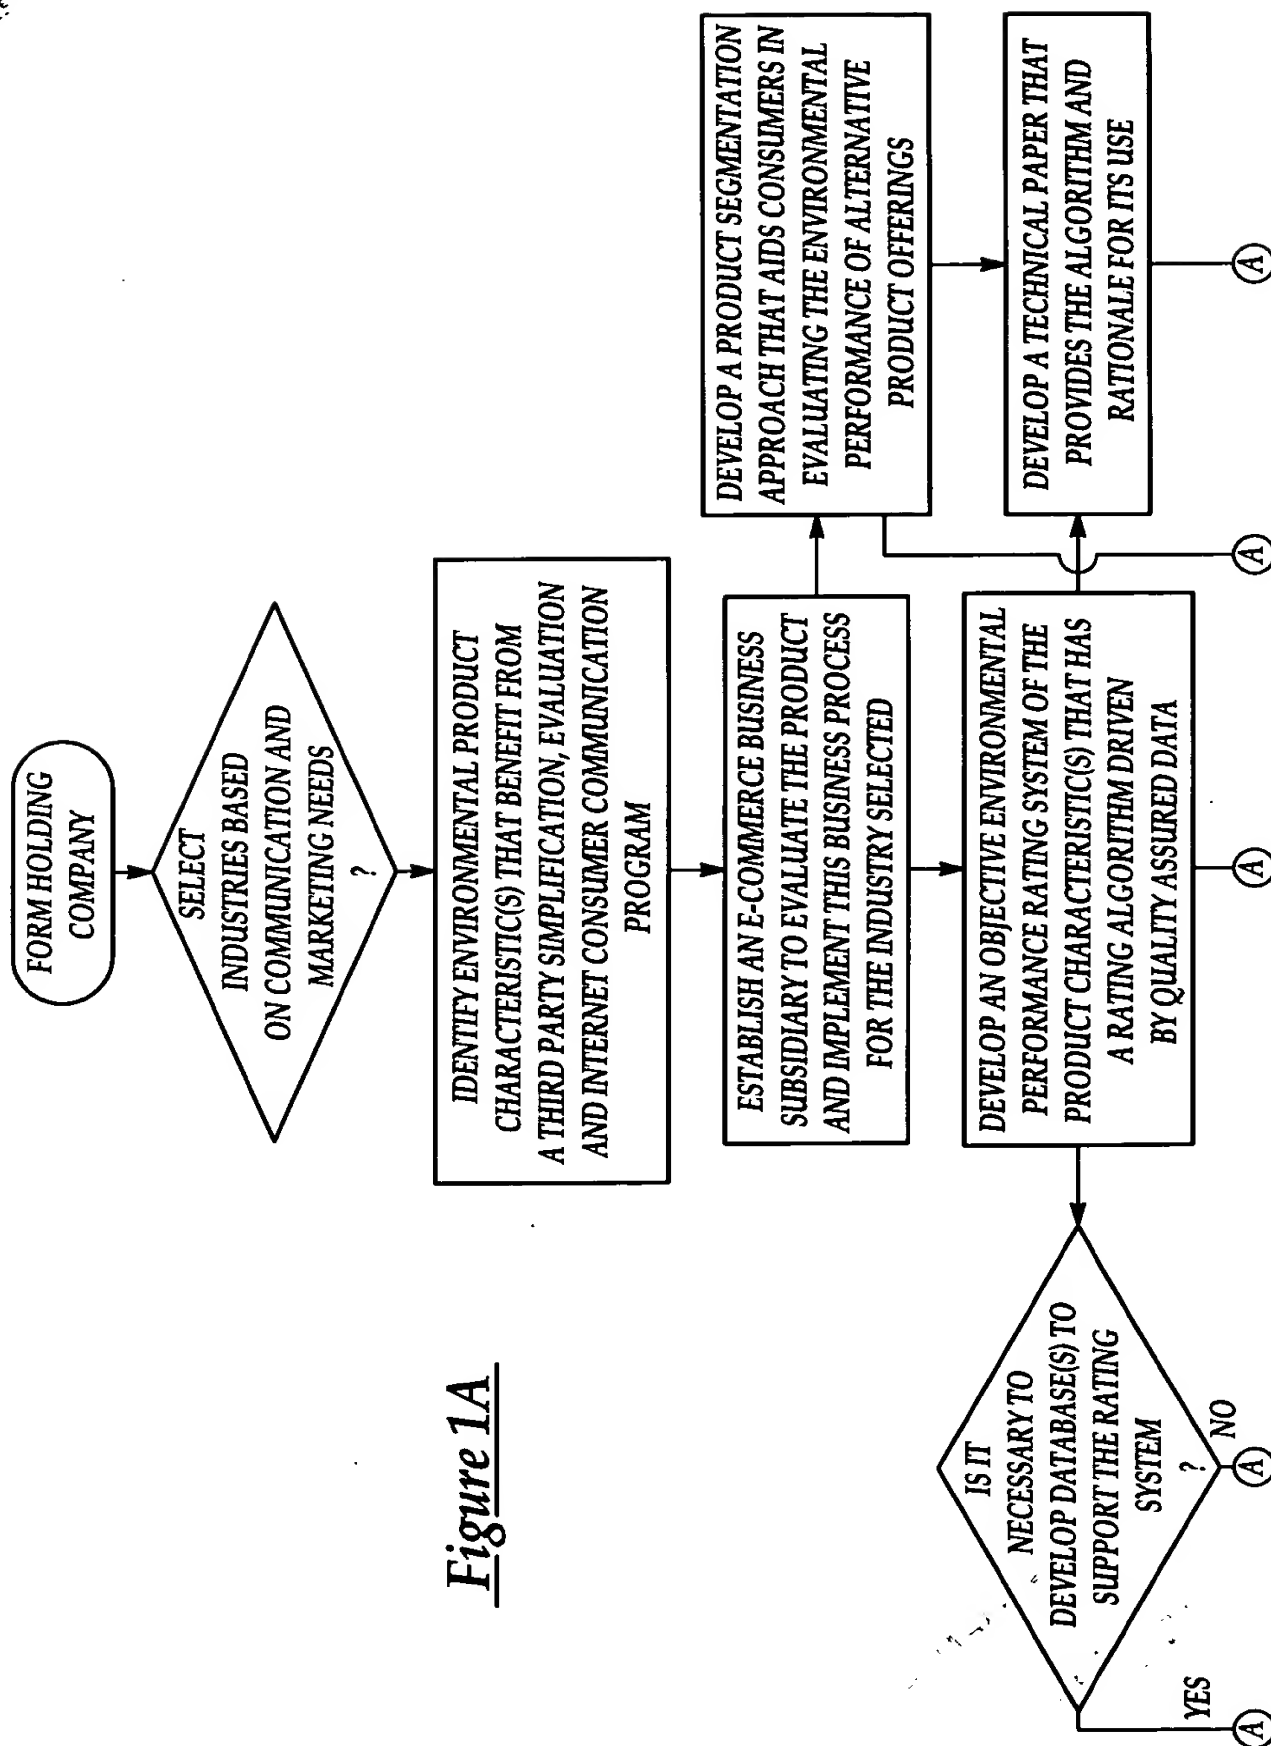 FORM HOLDING
COMPANY
SELECT
INDUSTRIES BASED
ON COMMUNICATION AND
MARKETING NEEDS
?
IDENTIFY ENVIRONMENTAL PRODUCT
CHARACTERISTIC(S) THAT BENEFIT FROM
A THIRD PARTY SIMPLIFICATION, EVALUATION
AND INTERNET CONSUMER COMMUNICATION
PROGRAM
ESTABLISH AN E-COMMERCE BUSINESS
SUBSIDIARY TO EVALUATE THE PRODUCT
AND IMPLEMENT THIS BUSINESS PROCESS
FOR THE INDUSTRY SELECTED
DEVELOP A PRODUCT SEGMENTATION
APPROACH THAT AIDS CONSUMERS IN
EVALUATING THE ENVIRONMENTAL
PERFORMANCE OF ALTERNATIVE
PRODUCT OFFERINGS
IS IT
NECESSARY TO
DEVELOP DATABASE(S) TO
SUPPORT THE RATING
SYSTEM
?
DEVELOP AN OBJECTIVE ENVIRONMENTAL
PERFORMANCE RATING SYSTEM OF THE
PRODUCT CHARACTERISTIC(S) THAT HAS
A RATING ALGORITHM DRIVEN
BY QUALITY ASSURED DATA
DEVELOP A TECHNICAL PAPER THAT
PROVIDES THE ALGORITHM AND
RATIONALE FOR ITS USE
YES
NO
A
A
A
A
A
Figure 1A